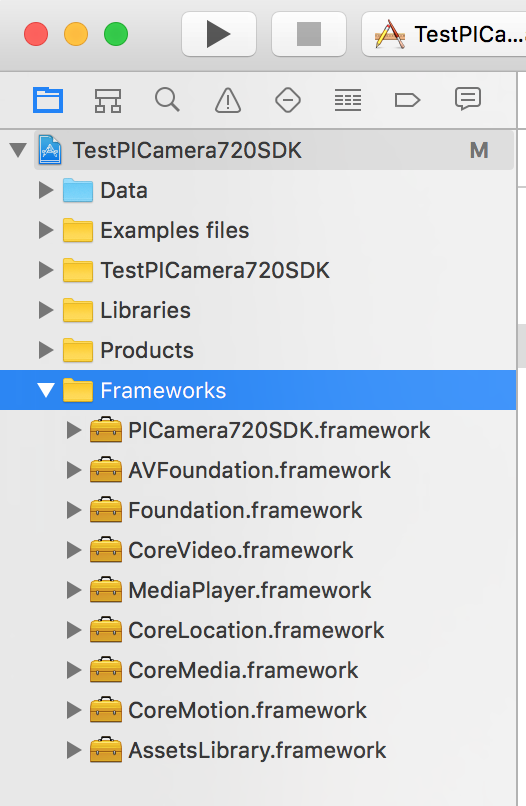 TestPICa...
TestPICamera720SDK M
Data
Examples files
TestPICamera720SDK
Libraries
Products
Frameworks
PICamera720SDK.framework
AVFoundation.framework
Foundation.framework
CoreVideo.framework
MediaPlayer.framework
CoreLocation.framework
CoreMedia.framework
CoreMotion.framework
AssetsLibrary.framework